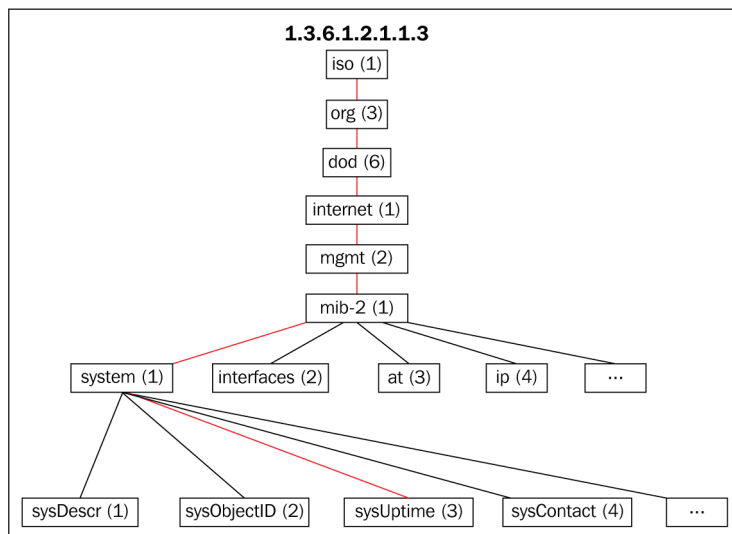 1.3.6.1.2.1.1.3
iso (1)
org (3)
dod (6)
internet (1)
mgmt (2)
mib-2 (1)
system (1) interfaces (2) at (3) ip (4) ...
sysDescr (1) sysObjectID (2) sysUptime (3) sysContact (4) ...